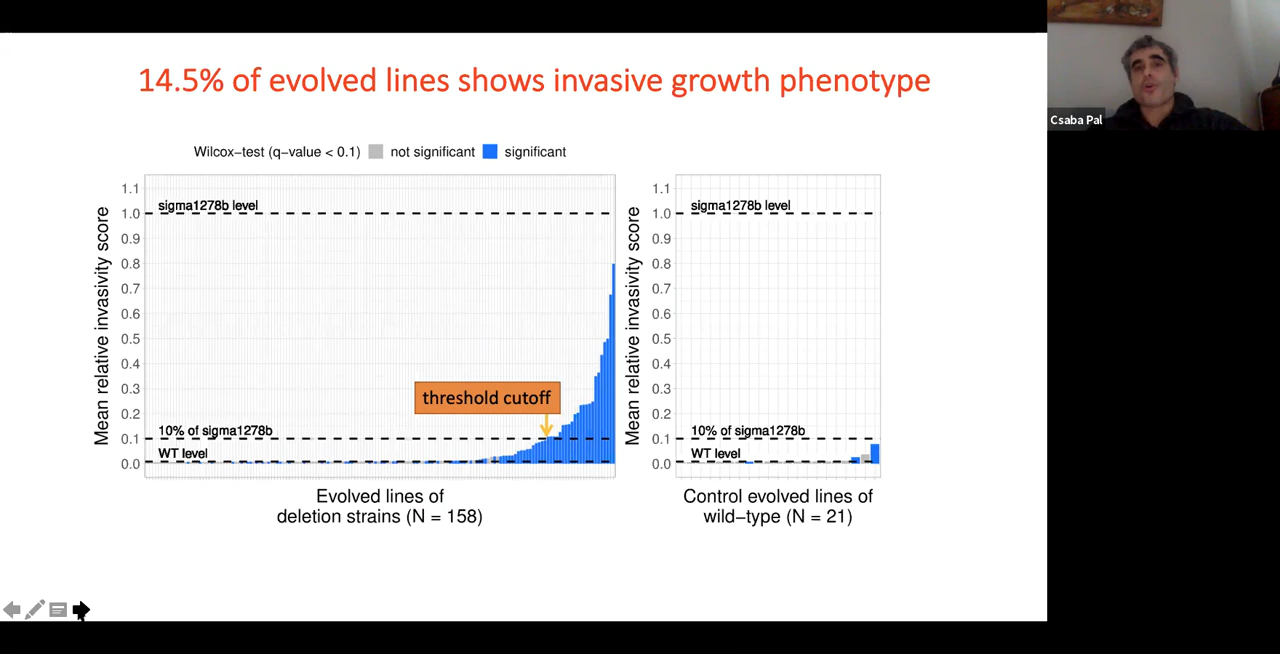 14.5% of evolved lines shows invasive growth phenotype
Wilcox−test (q−value < 0.1) not significant significant
Mean relative invasivity score
1.1
1.0
0.9
0.8
0.7
0.6
0.5
0.4
0.3
0.2
0.1
0.0
sigma1278b level
threshold cutoff
10% of sigma1278b
WT level
Evolved lines of
deletion strains (N = 158)
Mean relative invasivity score
1.1
1.0
0.9
0.8
0.7
0.6
0.5
0.4
0.3
0.2
0.1
0.0
sigma1278b level
10% of sigma1278b
WT level
Control evolved lines of
wild−type (N = 21)
Csaba Pal